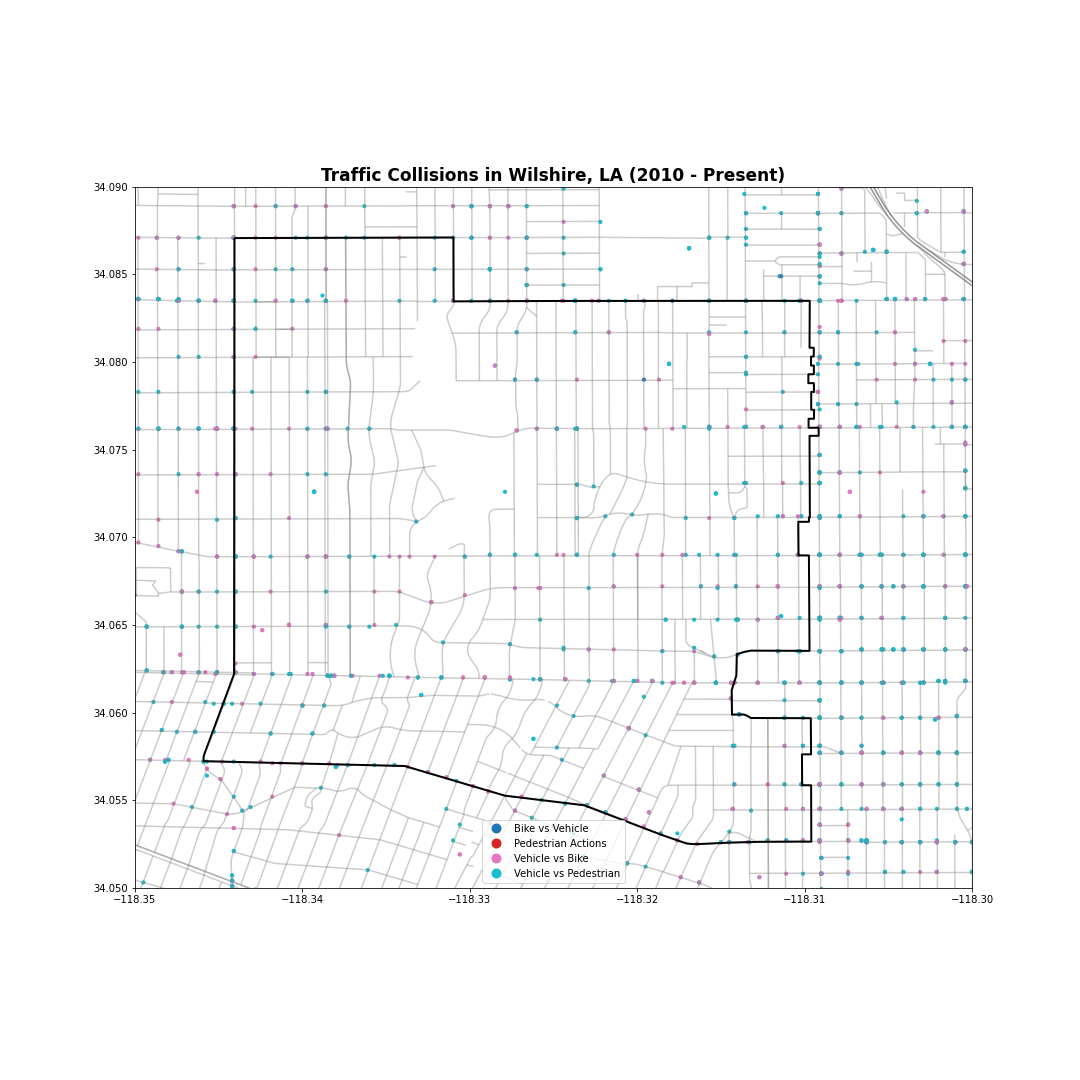 Traffic Collisions in Wilshire, LA (2010 - Present)
34.090
34.085
34.080
34.075
34.070
34.065
34.060
34.055
34.050
Bike vs Vehicle
Pedestrian Actions
Vehicle vs Bike
Vehicle vs Pedestrian
−118.35 −118.34 −118.33 −118.32 −118.31 −118.30